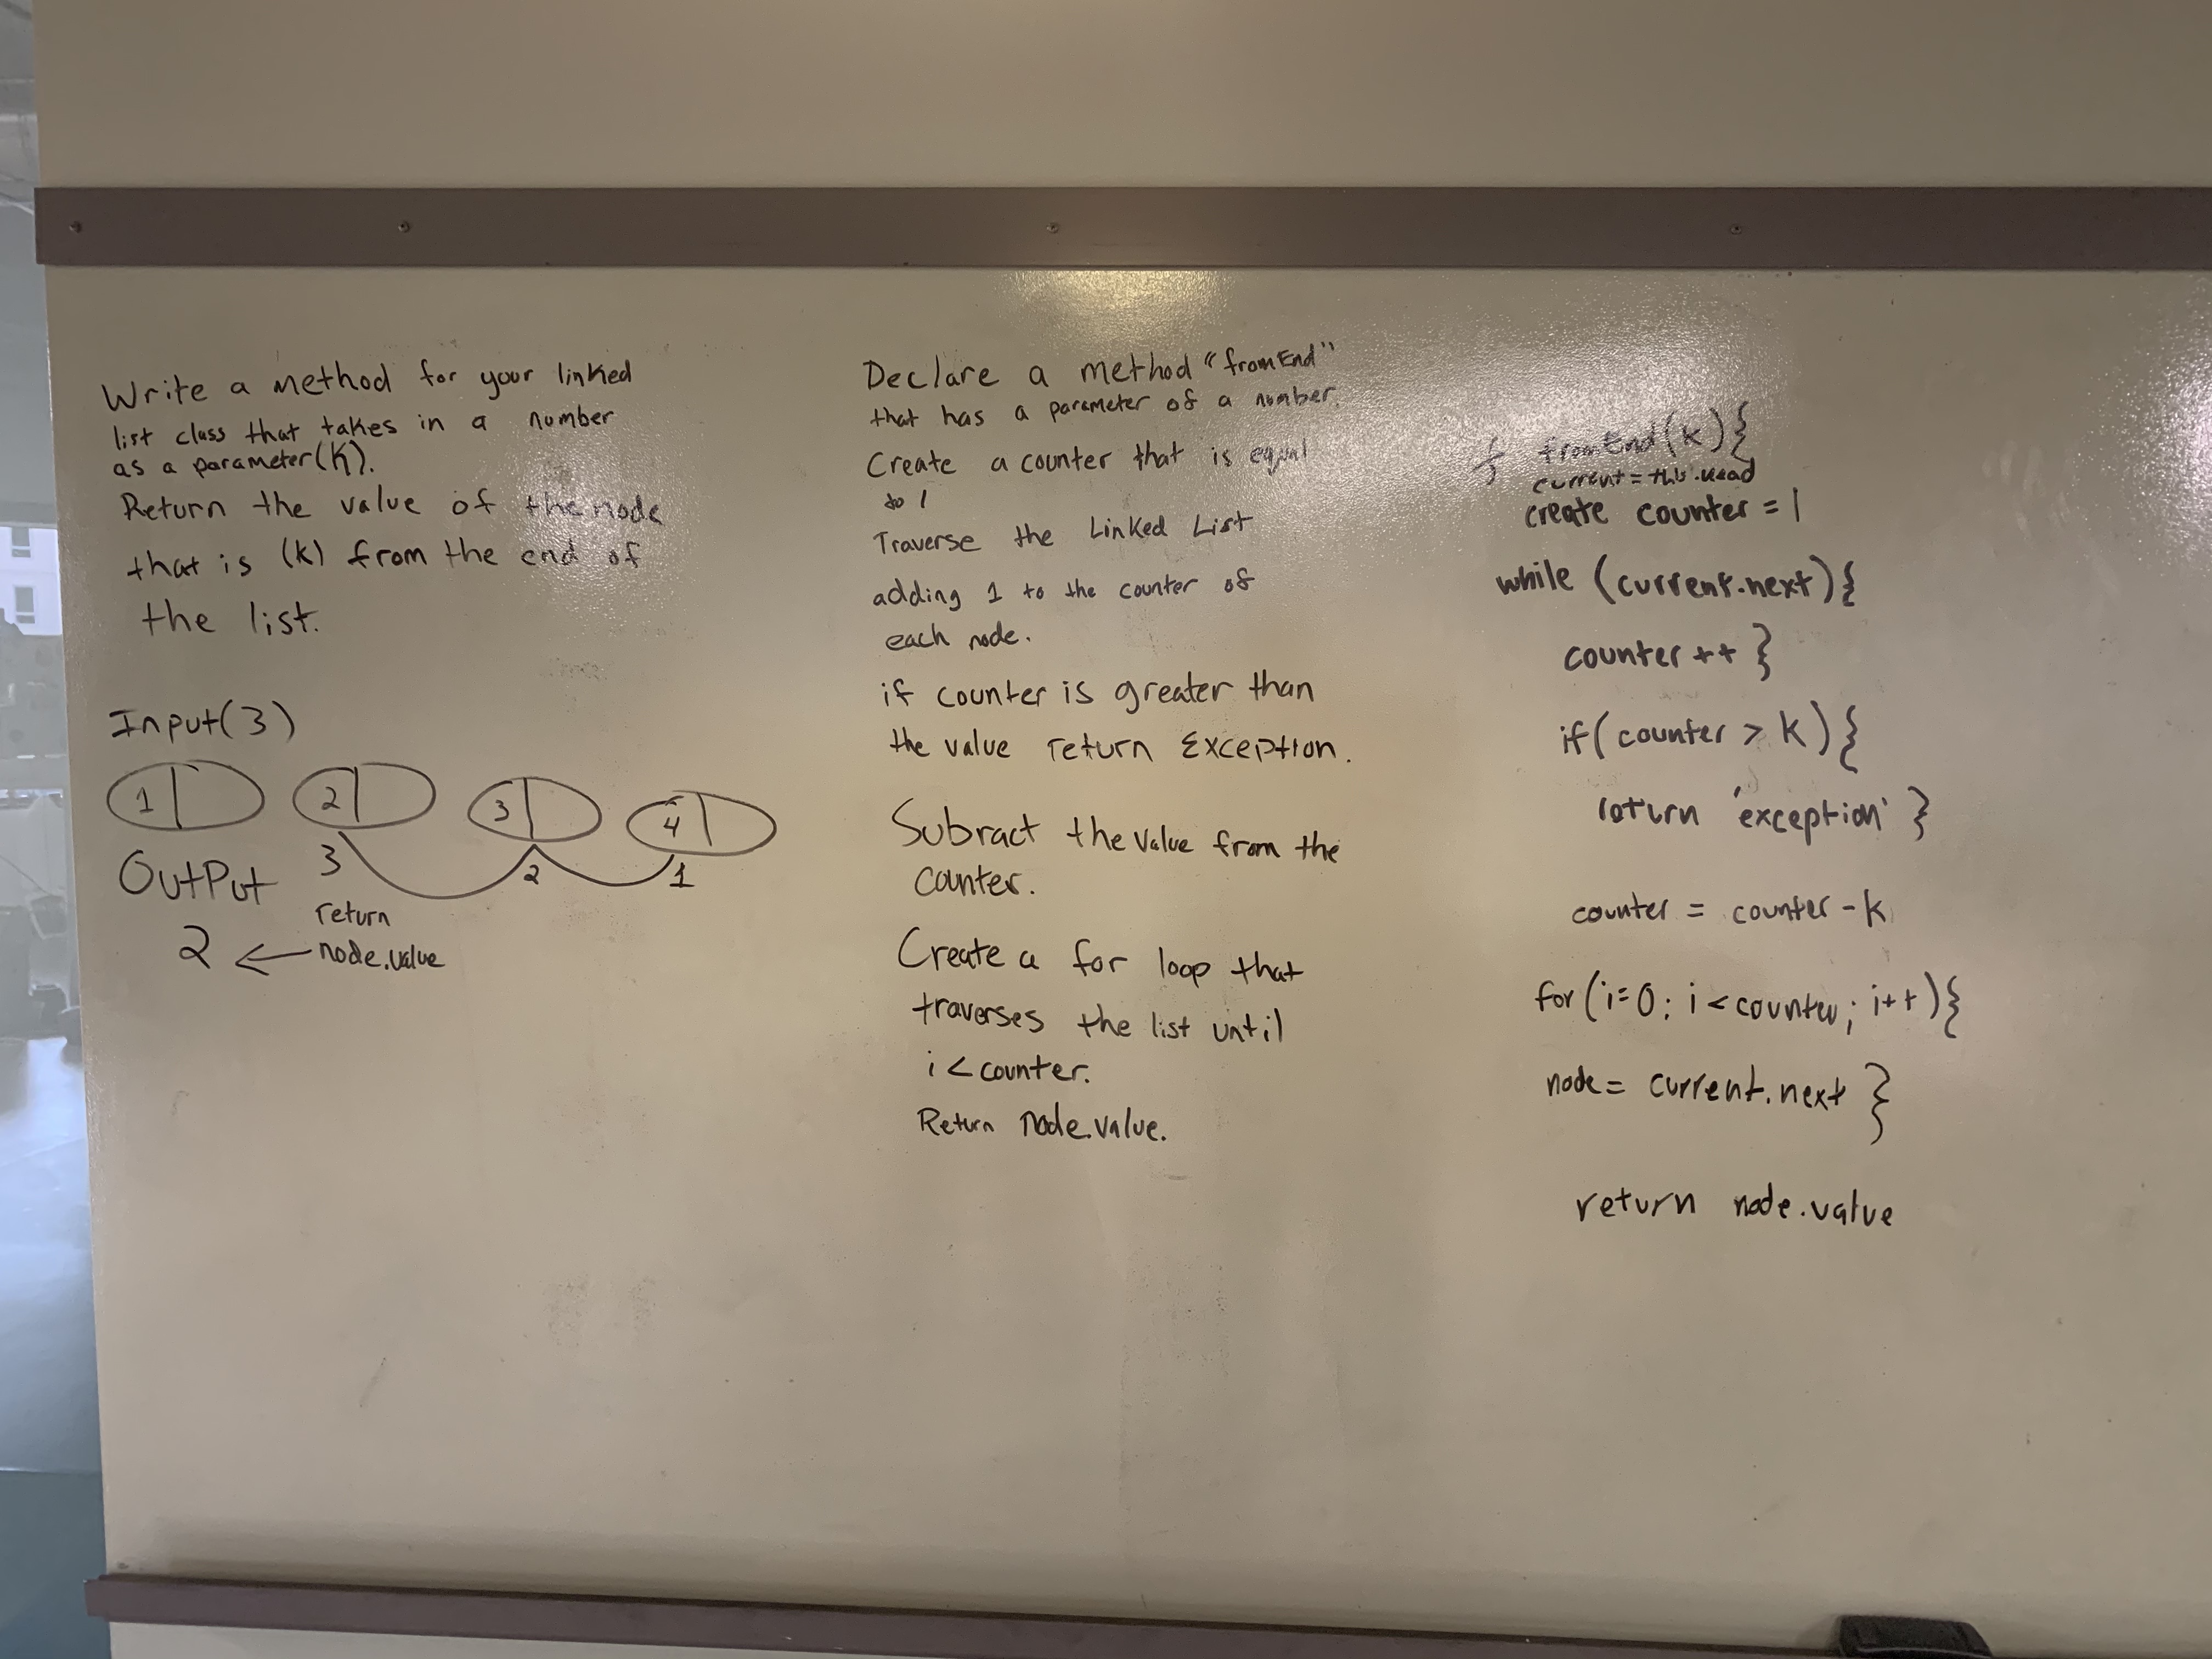 Write a method for your linked
list class that takes in a number
as a parameter(k).
Return the value of the node
that is (k) from the end of
the list.
Input(3)
1 2 3 4
3 2 1
OutPut
return
2 ← node.value
Declare a method "fromEnd"
that has a parameter of a number.
Create a counter that is equal
to 1
Traverse the Linked List
adding 1 to the counter of
each node.
if counter is greater than
the value return Exception.
Subract the value from the
counter.
Create a for loop that
traverses the list until
i < counter.
Return node.value.
fromEnd(k){
current = this.head
create counter = 1
while (current.next){
counter ++ }
if( counter > k){
return 'exception' }
counter = counter - k
for (i=0; i < counter; i++){
node = current.next }
return node.value